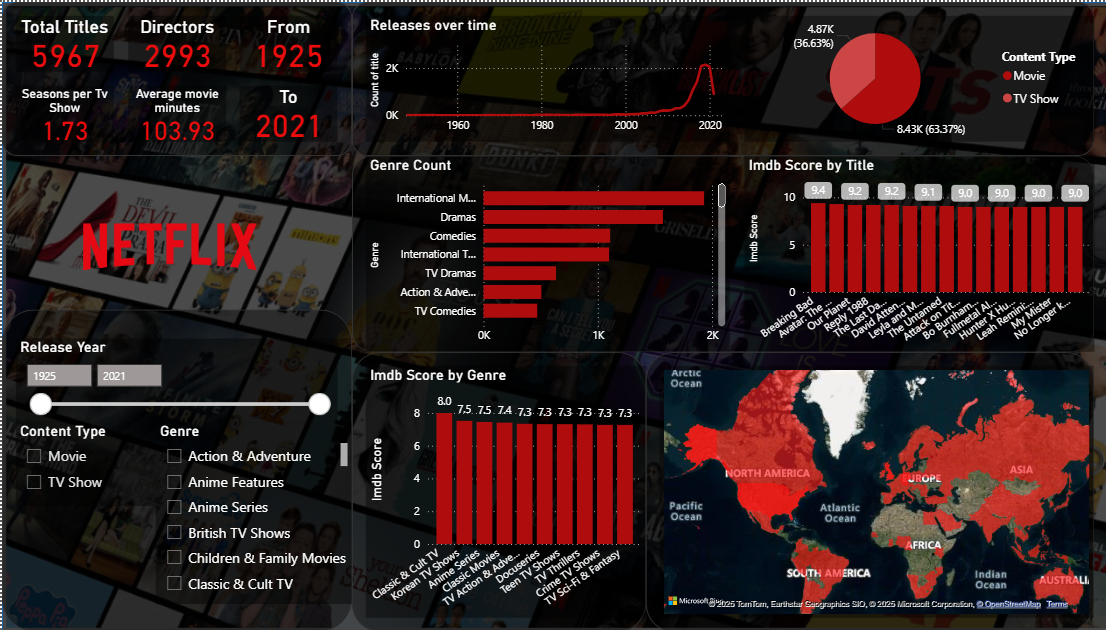 Total Titles
5967
Directors
2993
From
1925
Seasons per Tv
Show
1.73
Average movie
minutes
103.93
To
2021
Releases over time
Count of title
2K
0K
1960
1980
2000
2020
4.87K
(36.63%)
8.43K (63.37%)
Content Type
Movie
TV Show
NETFLIX
Genre Count
Genre
International M...
Dramas
Comedies
International T...
TV Dramas
Action & Adve...
TV Comedies
0K
1K
2K
Imdb Score by Title
Imdb Score
10
5
0
9.4
9.2
9.2
9.1
9.0
9.0
9.0
9.0
Breaking Bad
Avatar: The ...
Our Planet
Reply 1988
The Last Da...
David Atten...
Leyla and M...
The Untamed
Attack on Tit...
Bo Burnham...
Fullmetal Al...
Hunter X Hu...
Leah Remini:...
My Mister
No Longer k...
Release Year
1925
2021
Content Type
Movie
TV Show
Genre
Action & Adventure
Anime Features
Anime Series
British TV Shows
Children & Family Movies
Classic & Cult TV
Imdb Score by Genre
Imdb Score
8
6
4
2
0
8.0
7.5
7.5
7.4
7.3
7.3
7.3
7.3
7.3
7.3
Classic & Cult TV
Korean TV Shows
Anime Series
Classic Movies
TV Action & Adve...
Docuseries
Teen TV Shows
TV Thrillers
Crime TV Shows
TV Sci-Fi & Fantasy
Arctic
Ocean
Arctic
Ocean
NORTH AMERICA
EUROPE
ASIA
Pacific
Ocean
Atlantic
Ocean
AFRICA
SOUTH AMERICA
Indian
Ocean
AUSTRALI
Microsoft
© 2025 TomTom, Earthstar Geographics SIO, © 2025 Microsoft Corporation, © OpenStreetMap Terms